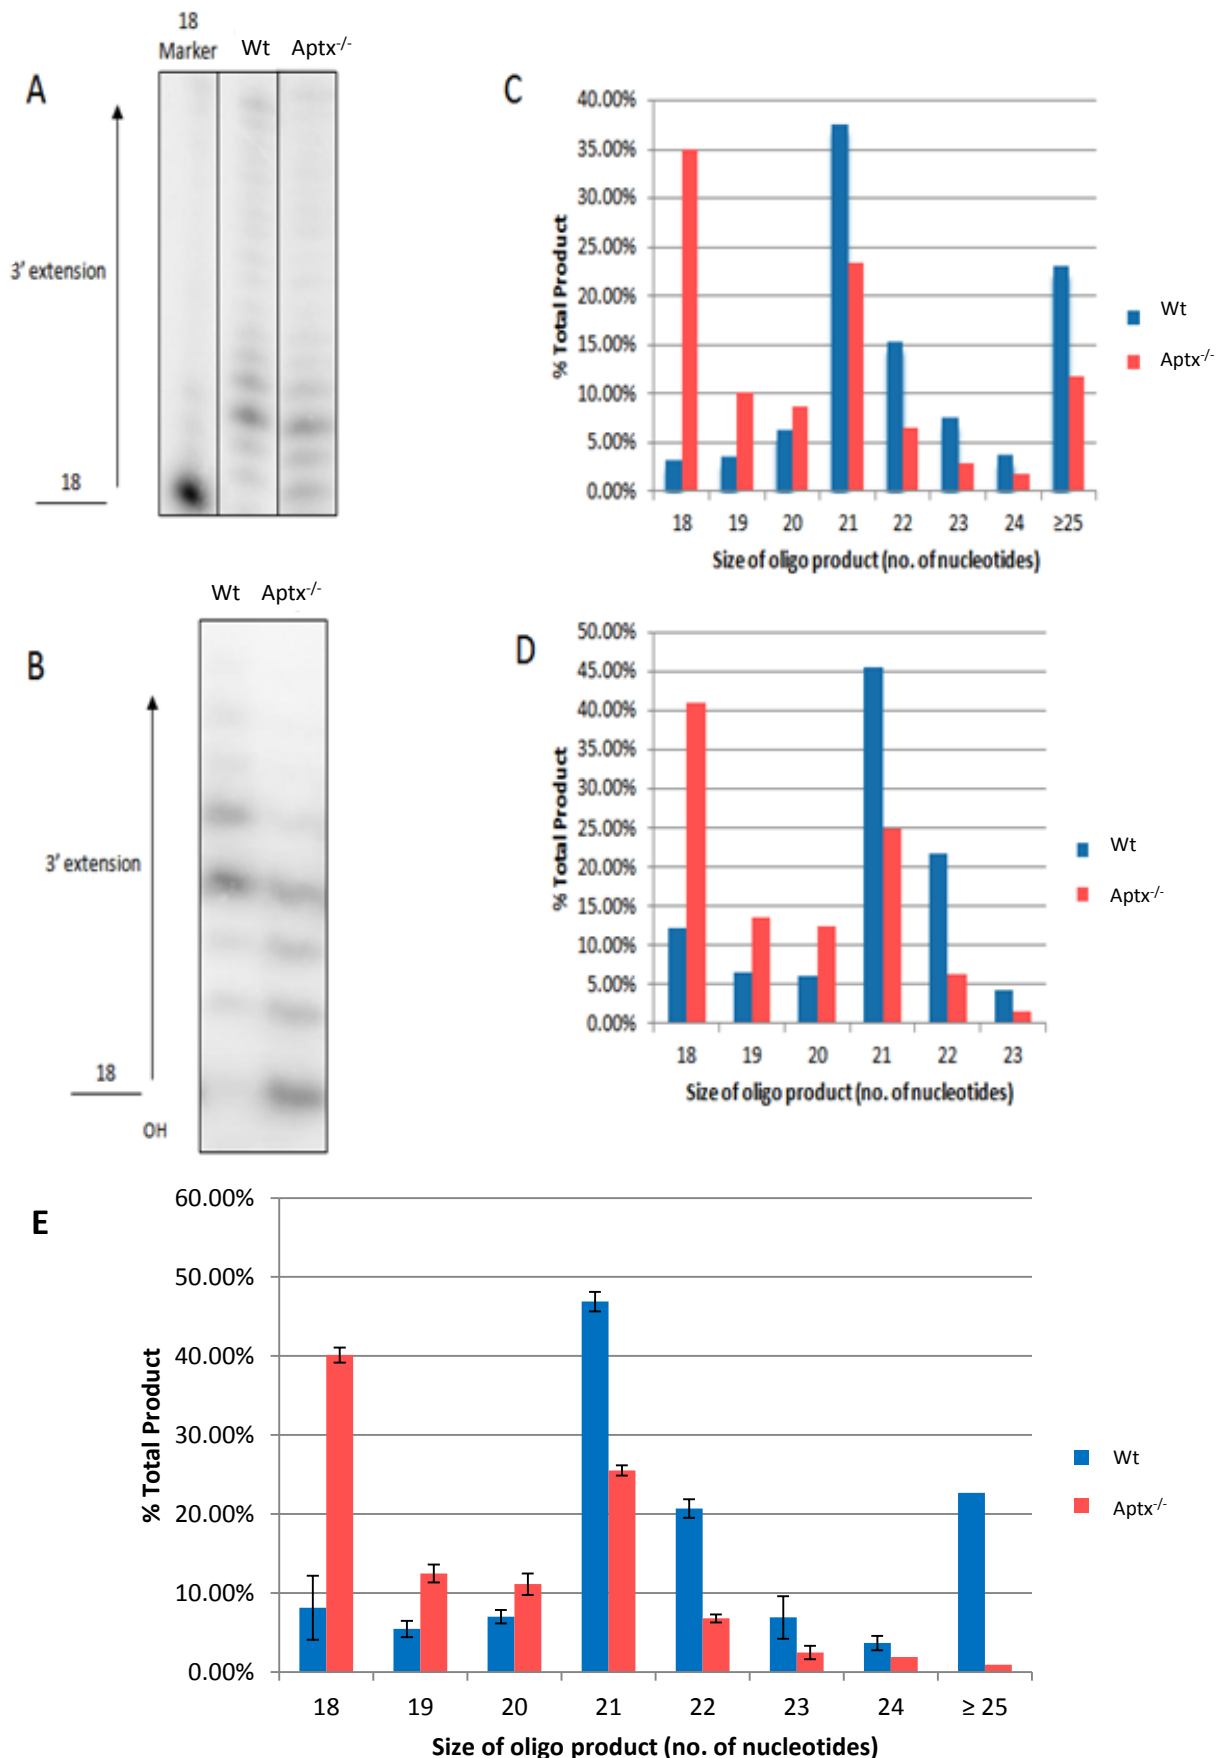 18
Marker
Wt
Aptx-/-
A
3' extension
18
C
40.00%
35.00%
30.00%
25.00%
20.00%
15.00%
10.00%
5.00%
0.00%
% Total Product
18 19 20 21 22 23 24 ≥25
Size of oligo product (no. of nucleotides)
Wt
Aptx-/-
Wt Aptx-/-
B
3' extension
18
OH
D
50.00%
45.00%
40.00%
35.00%
30.00%
25.00%
20.00%
15.00%
10.00%
5.00%
0.00%
% Total Product
18 19 20 21 22 23
Size of oligo product (no. of nucleotides)
Wt
Aptx-/-
E
60.00%
50.00%
40.00%
30.00%
20.00%
10.00%
0.00%
% Total Product
18 19 20 21 22 23 24 ≥ 25
Size of oligo product (no. of nucleotides)
Wt
Aptx-/-